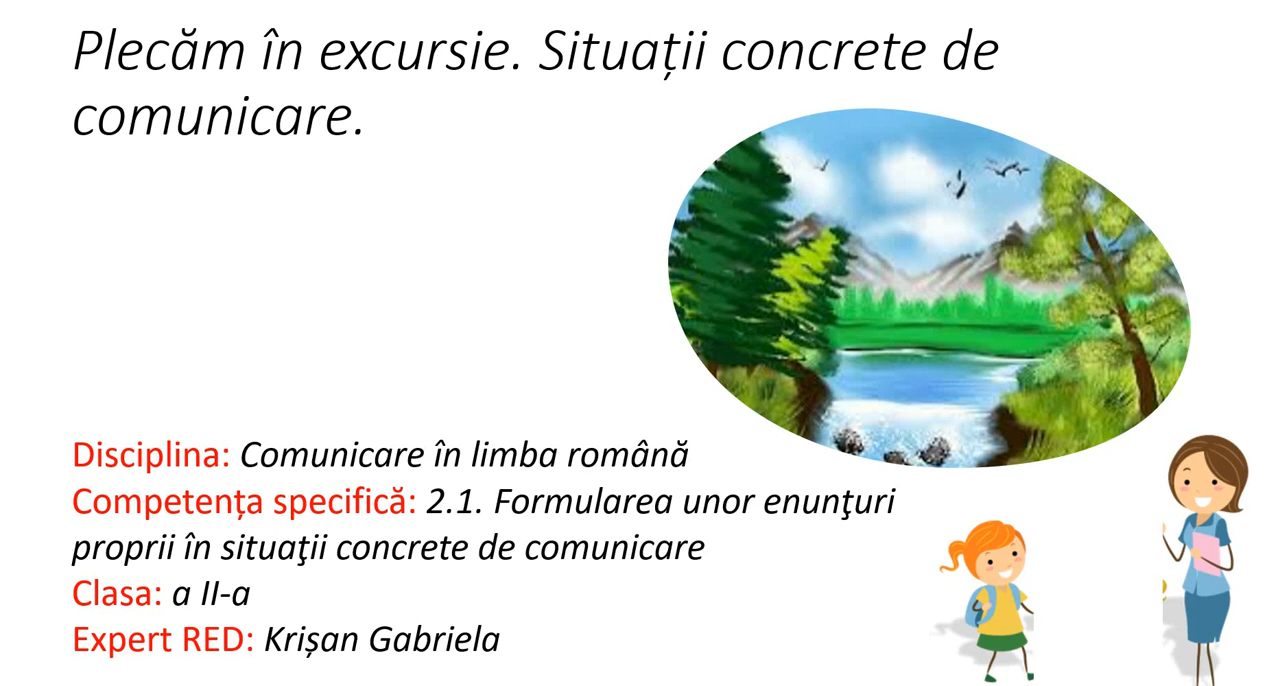 Plecăm în excursie. Situații concrete de
comunicare.
Disciplina: Comunicare în limba română
Competența specifică: 2.1. Formularea unor enunţuri
proprii în situaţii concrete de comunicare
Clasa: a II-a
Expert RED: Krișan Gabriela